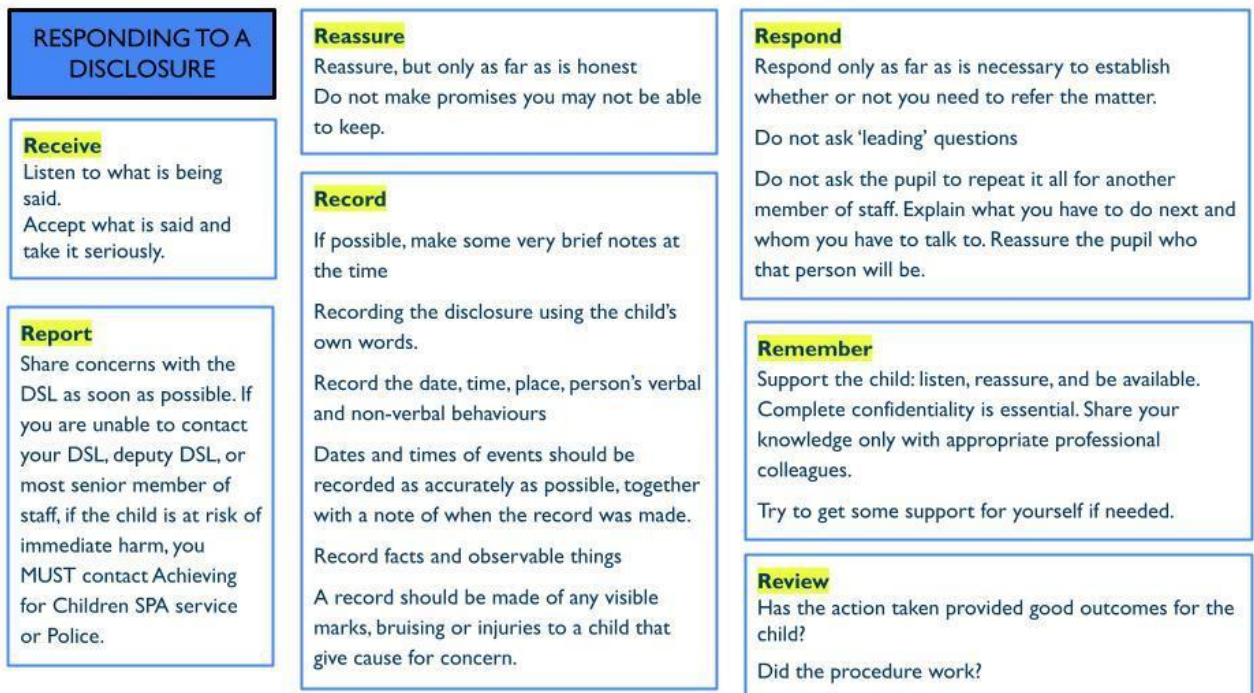 RESPONDING TO A
DISCLOSURE
Receive
Listen to what is being
said.
Accept what is said and
take it seriously.
Report
Share concerns with the
DSL as soon as possible. If
you are unable to contact
your DSL, deputy DSL, or
most senior member of
staff, if the child is at risk of
immediate harm, you
MUST contact Achieving
for Children SPA service
or Police.
Reassure
Reassure, but only as far as is honest
Do not make promises you may not be able
to keep.
Record
If possible, make some very brief notes at
the time
Recording the disclosure using the child's
own words.
Record the date, time, place, person's verbal
and non-verbal behaviours
Dates and times of events should be
recorded as accurately as possible, together
with a note of when the record was made.
Record facts and observable things
A record should be made of any visible
marks, bruising or injuries to a child that
give cause for concern.
Respond
Respond only as far as is necessary to establish
whether or not you need to refer the matter.
Do not ask 'leading' questions
Do not ask the pupil to repeat it all for another
member of staff. Explain what you have to do next and
whom you have to talk to. Reassure the pupil who
that person will be.
Remember
Support the child: listen, reassure, and be available.
Complete confidentiality is essential. Share your
knowledge only with appropriate professional
colleagues.
Try to get some support for yourself if needed.
Review
Has the action taken provided good outcomes for the
child?
Did the procedure work?